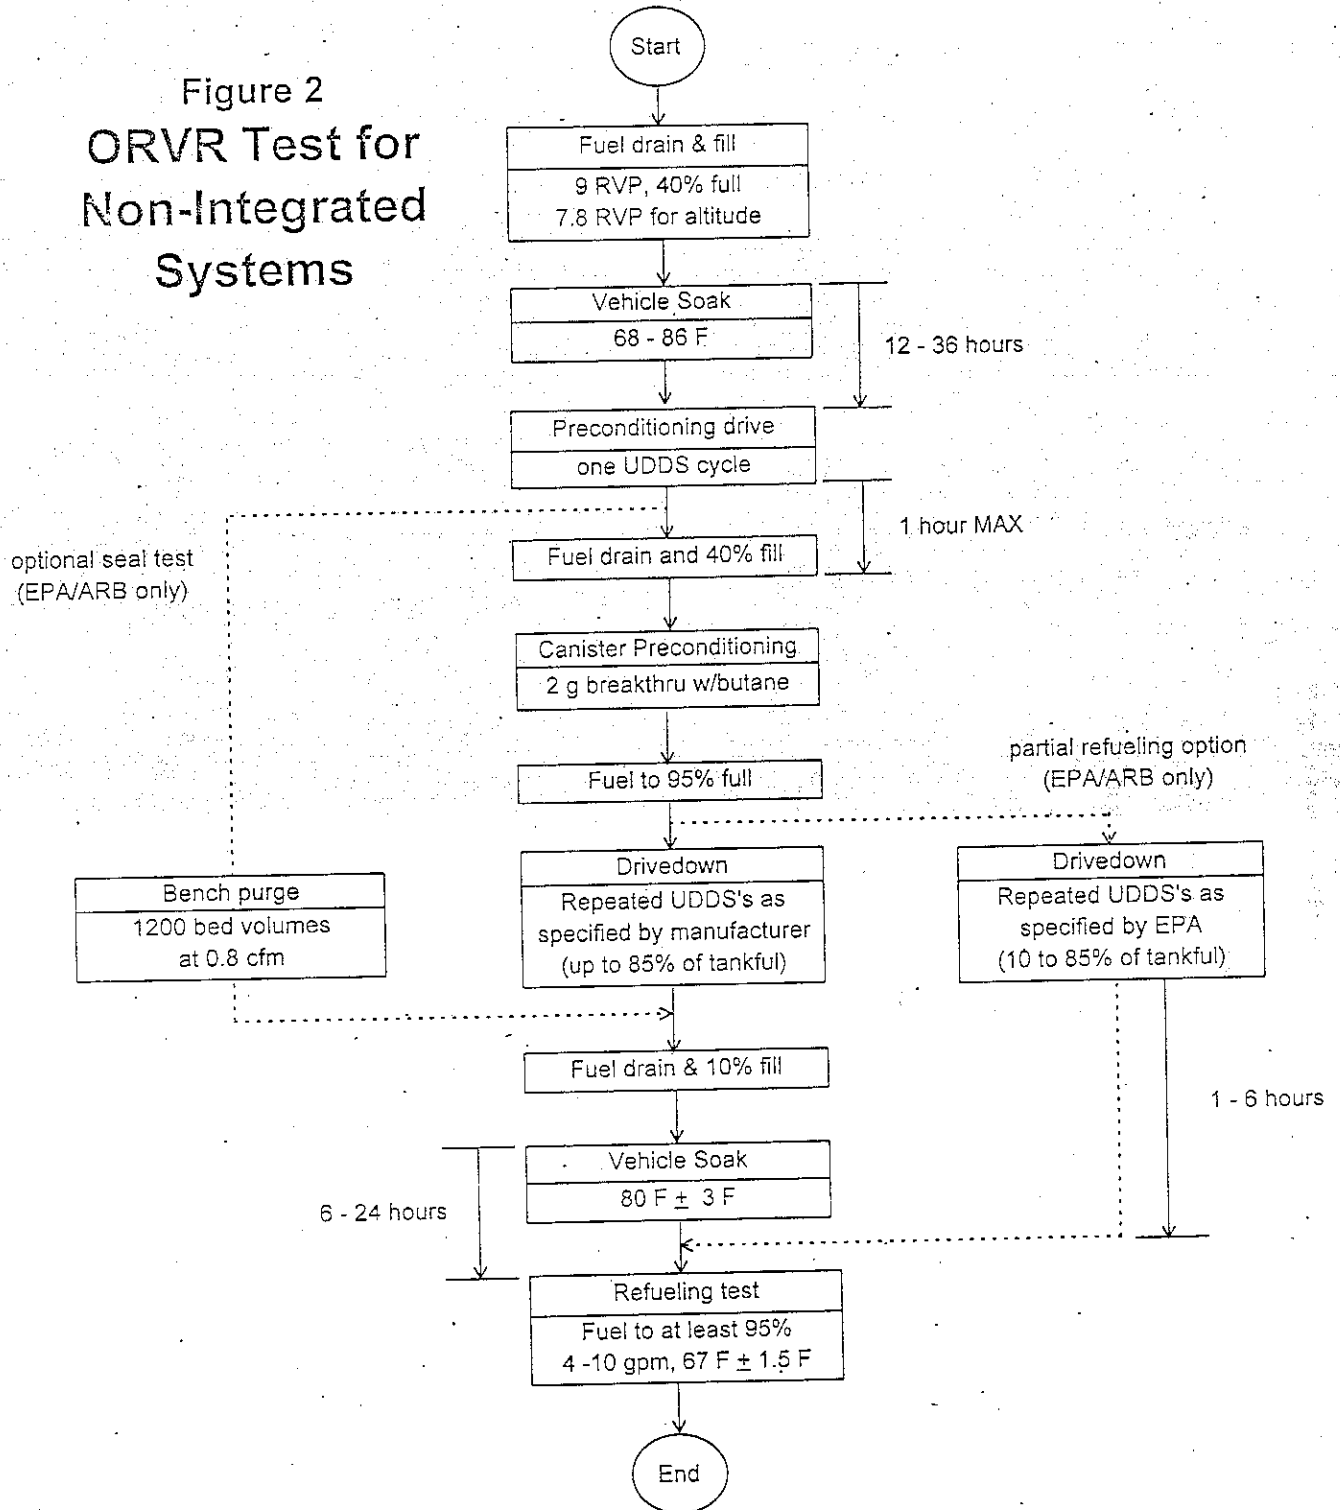 Start
Figure 2
ORVR Test for
Non-Integrated
Systems
Fuel drain & fill
9 RVP, 40% full
7.8 RVP for altitude
Vehicle Soak
68 - 86 F
12 - 36 hours
Preconditioning drive
one UDDS cycle
1 hour MAX
optional seal test
(EPA/ARB only)
Fuel drain and 40% fill
Canister Preconditioning
2 g breakthru w/butane
partial refueling option
(EPA/ARB only)
Fuel to 95% full
Bench purge
1200 bed volumes
at 0.8 cfm
Drivedown
Repeated UDDS's as
specified by manufacturer
(up to 85% of tankful)
Drivedown
Repeated UDDS's as
specified by EPA
(10 to 85% of tankful)
Fuel drain & 10% fill
1 - 6 hours
Vehicle Soak
80 F ± 3 F
6 - 24 hours
Refueling test
Fuel to at least 95%
4 -10 gpm, 67 F ± 1.5 F
End